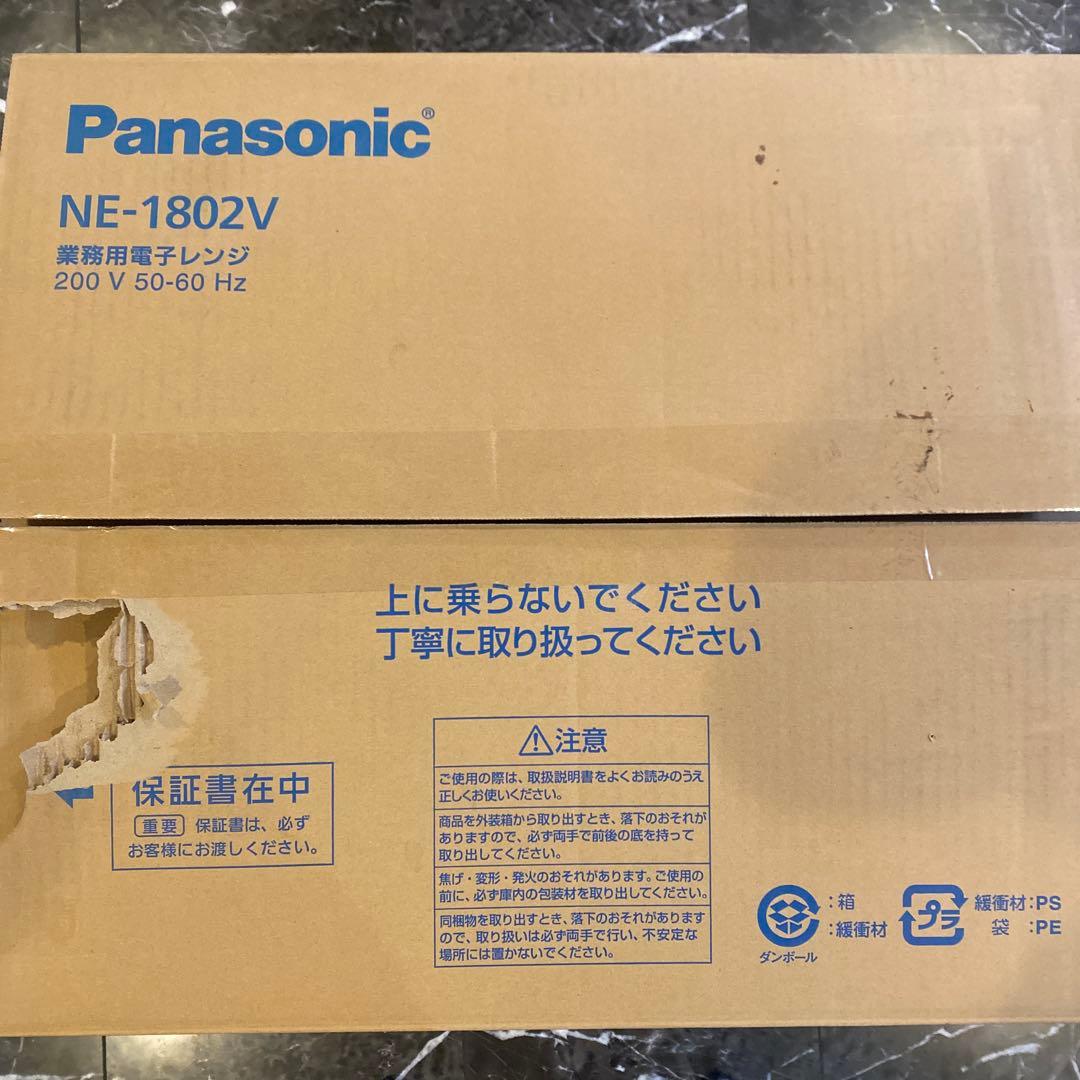 Panasonic®
NE-1802V
業務用電子レンジ
200 V 50-60 Hz
上に乗らないでください
丁寧に取り扱ってください
保証書在中
重要 保証書は、必ず
お客様にお渡しください。
⚠注意
ご使用の際は、取扱説明書をよくお読みのうえ
正しくお使いください。
商品を外装箱から取り出すとき、落下のおそれが
ありますので、必ず両手で前後の底を持って
取り出してください。
焦げ・変形・発火のおそれがあります。ご使用の
前に、必ず庫内の包装材を取り出してください。
同梱物を取り出すとき、落下のおそれがあります
ので、取り扱いは必ず両手で行い、不安定な
場所には置かないでください。
:箱
:緩衝材
ダンボール
プラ
緩衝材:PS
袋 :PE